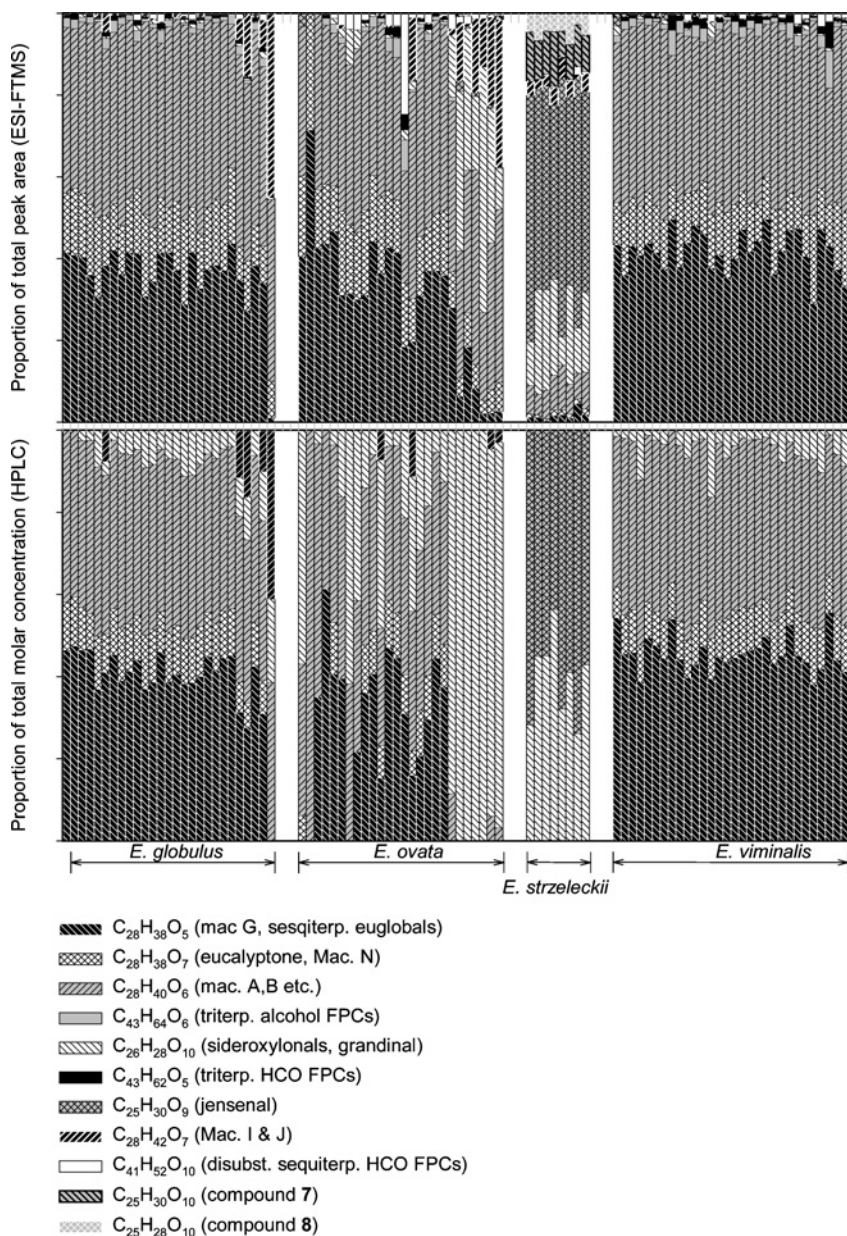 Proportion of total peak area (ESI-FTMS)
Proportion of total molar concentration (HPLC)
E. globulus
E. ovata
E. strzeleckii
E. viminalis
C₂₈H₃₈O₅ (mac G, sesqiterp. euglobals)
C₂₈H₃₈O₇ (eucalyptone, Mac. N)
C₂₈H₄₀O₆ (mac. A,B etc.)
C₄₃H₆₄O₆ (triterp. alcohol FPCs)
C₂₆H₂₈O₁₀ (sideroxylonals, grandinal)
C₄₃H₆₂O₅ (triterp. HCO FPCs)
C₂₅H₃₀O₉ (jensenal)
C₂₈H₄₂O₇ (Mac. I & J)
C₄₁H₅₂O₁₀ (disubst. sequiterp. HCO FPCs)
C₂₅H₃₀O₁₀ (compound 7)
C₂₅H₂₈O₁₀ (compound 8)